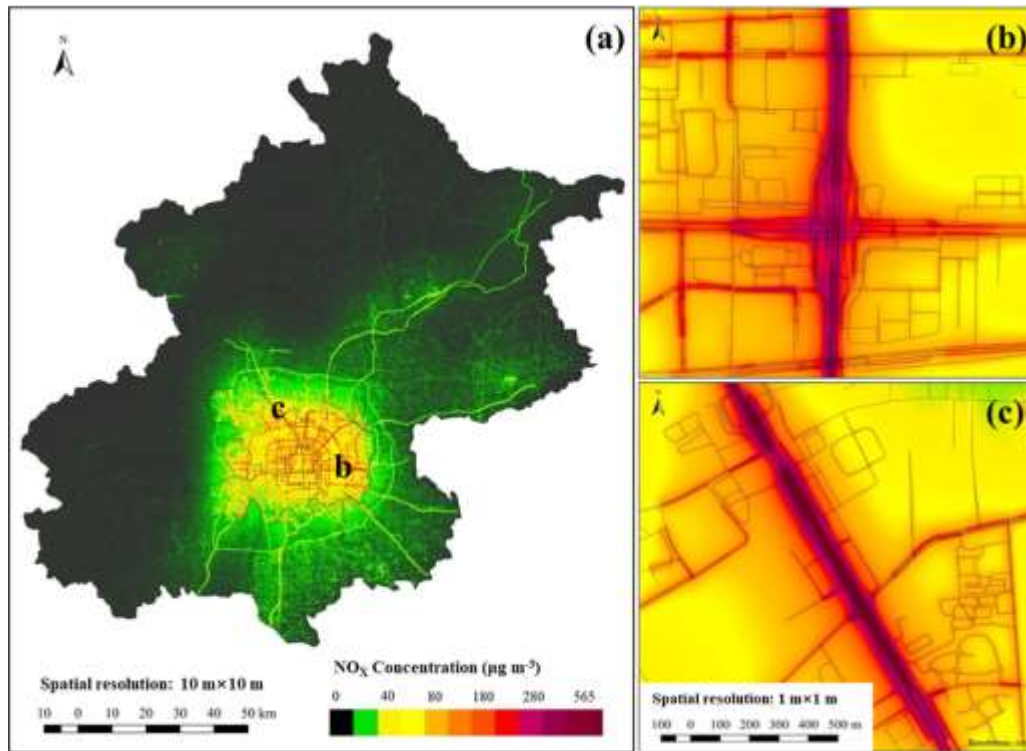 N
(a)
c
b
Spatial resolution: 10 m×10 m
10 0 10 20 30 40 50 km
NOX Concentration (μg m-3)
0 40 80 180 280 565
(b)
(c)
Spatial resolution: 1 m×1 m
100 0 100 200 300 400 500 m